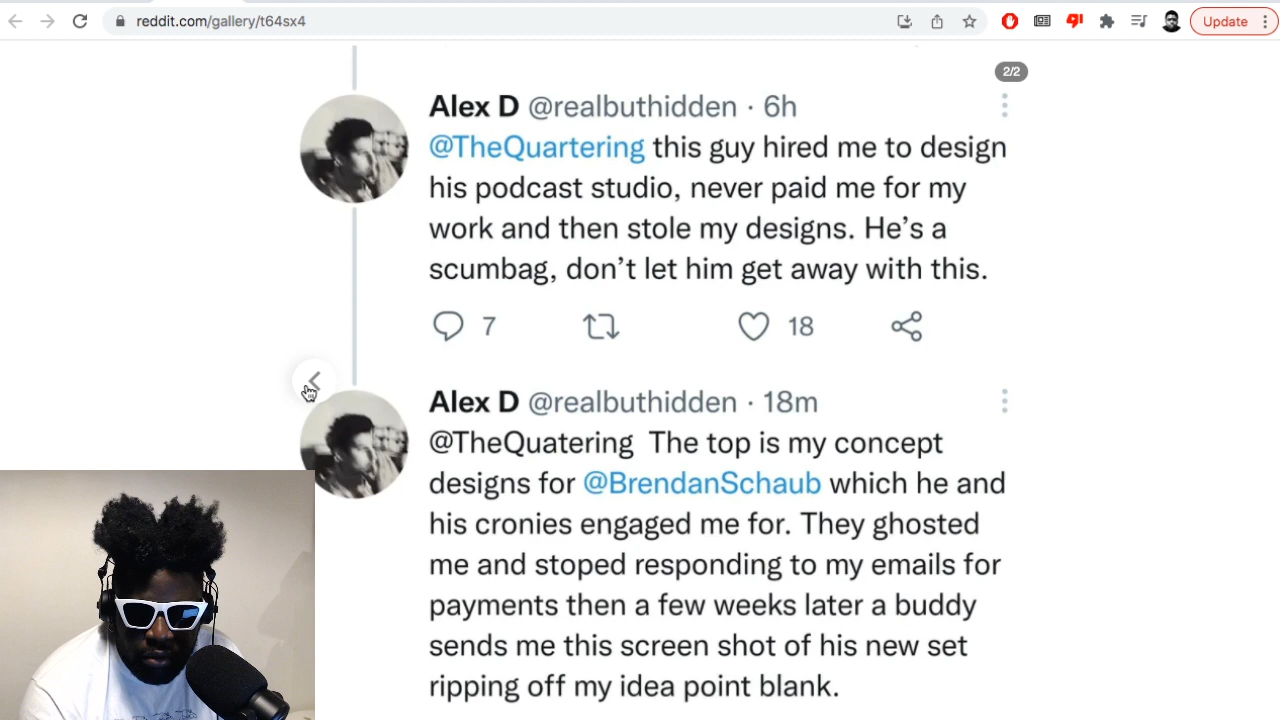 reddit.com/gallery/t64sx4
Update
2/2
Alex D @realbuthidden · 6h
@TheQuartering this guy hired me to design
his podcast studio, never paid me for my
work and then stole my designs. He's a
scumbag, don't let him get away with this.
7 18
Alex D @realbuthidden · 18m
@TheQuatering The top is my concept
designs for @BrendanSchaub which he and
his cronies engaged me for. They ghosted
me and stoped responding to my emails for
payments then a few weeks later a buddy
sends me this screen shot of his new set
ripping off my idea point blank.